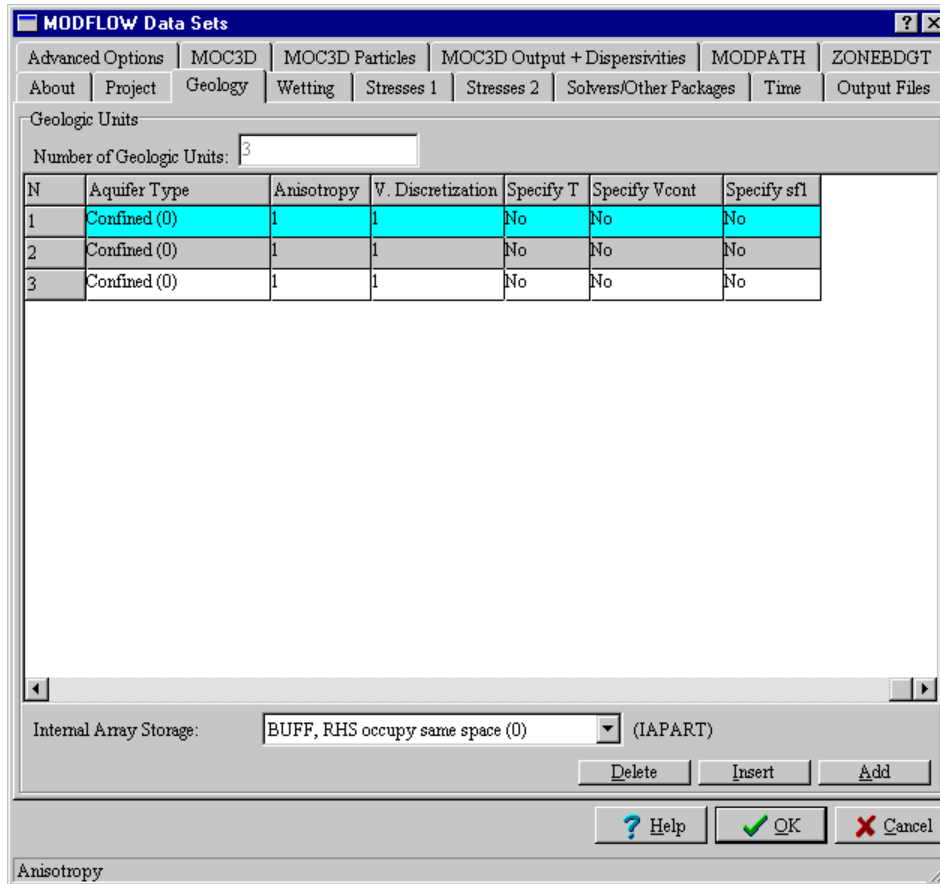 MODFLOW Data Sets
Advanced Options MOC3D MOC3D Particles MOC3D Output + Dispersivities MODPATH ZONEBDGT
About Project Geology Wetting Stresses 1 Stresses 2 Solvers/Other Packages Time Output Files
Geologic Units
Number of Geologic Units: 3
N Aquifer Type Anisotropy V. Discretization Specify T Specify Vcont Specify sf1
1 Confined (0) 1 1 No No No
2 Confined (0) 1 1 No No No
3 Confined (0) 1 1 No No No
Internal Array Storage: BUFF, RHS occupy same space (0) (IAPART)
Delete Insert Add
? Help OK Cancel
Anisotropy